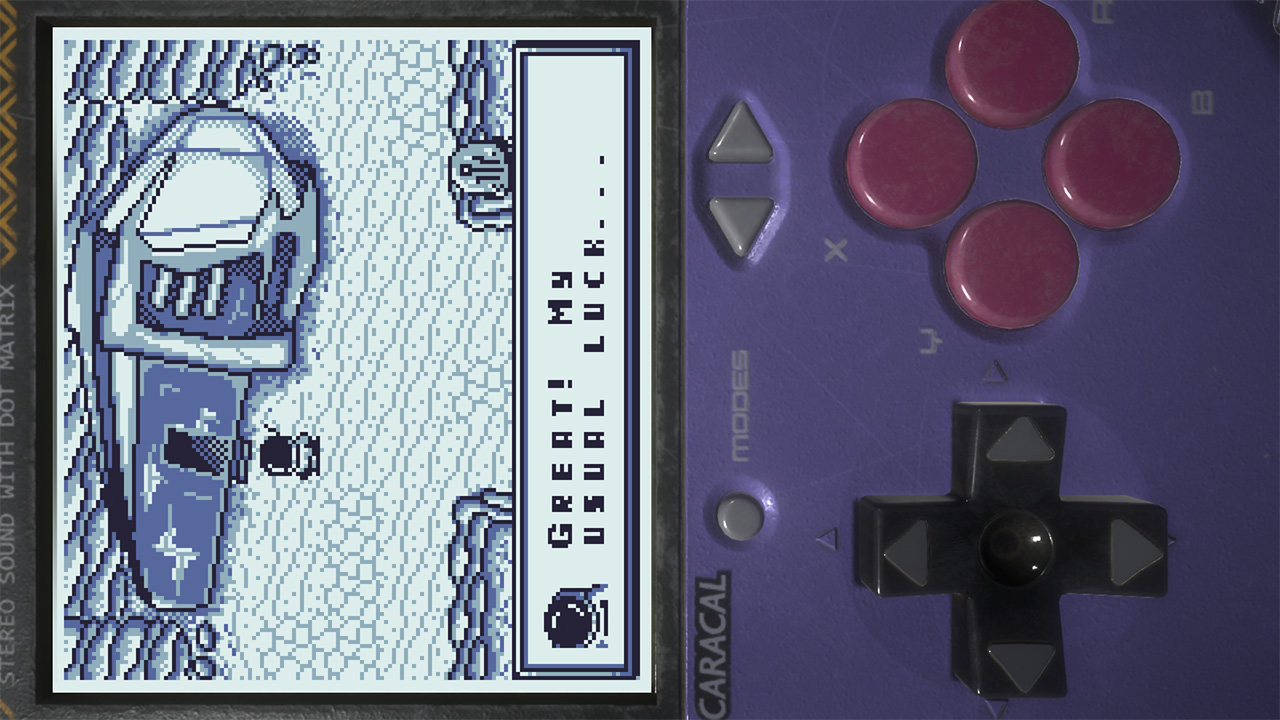 STEREO SOUND WITH DOT MATRIX
GREAT! MY
USUAL LUCK...
CARACAL
MODES
Y
X
B
A